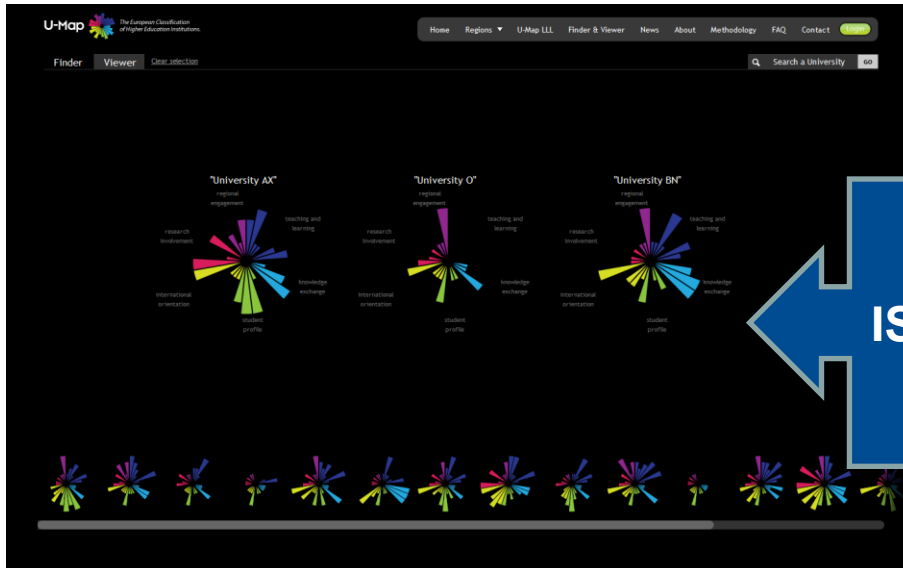 U-Map
The European Classification
of Higher Education Institutions.
Home Regions ▼ U-Map LLL Finder & Viewer News About Methodology FAQ Contact Login
Finder Viewer Clear selection
Search a University GO
"University AX" "University O" "University BN"
regional
engagement
teaching and
learning
research
involvement
knowledge
exchange
international
orientation
student
profile
regional
engagement
teaching and
learning
research
involvement
knowledge
exchange
international
orientation
student
profile
regional
engagement
teaching and
learning
research
involvement
knowledge
exchange
international
orientation
student
profile
IS